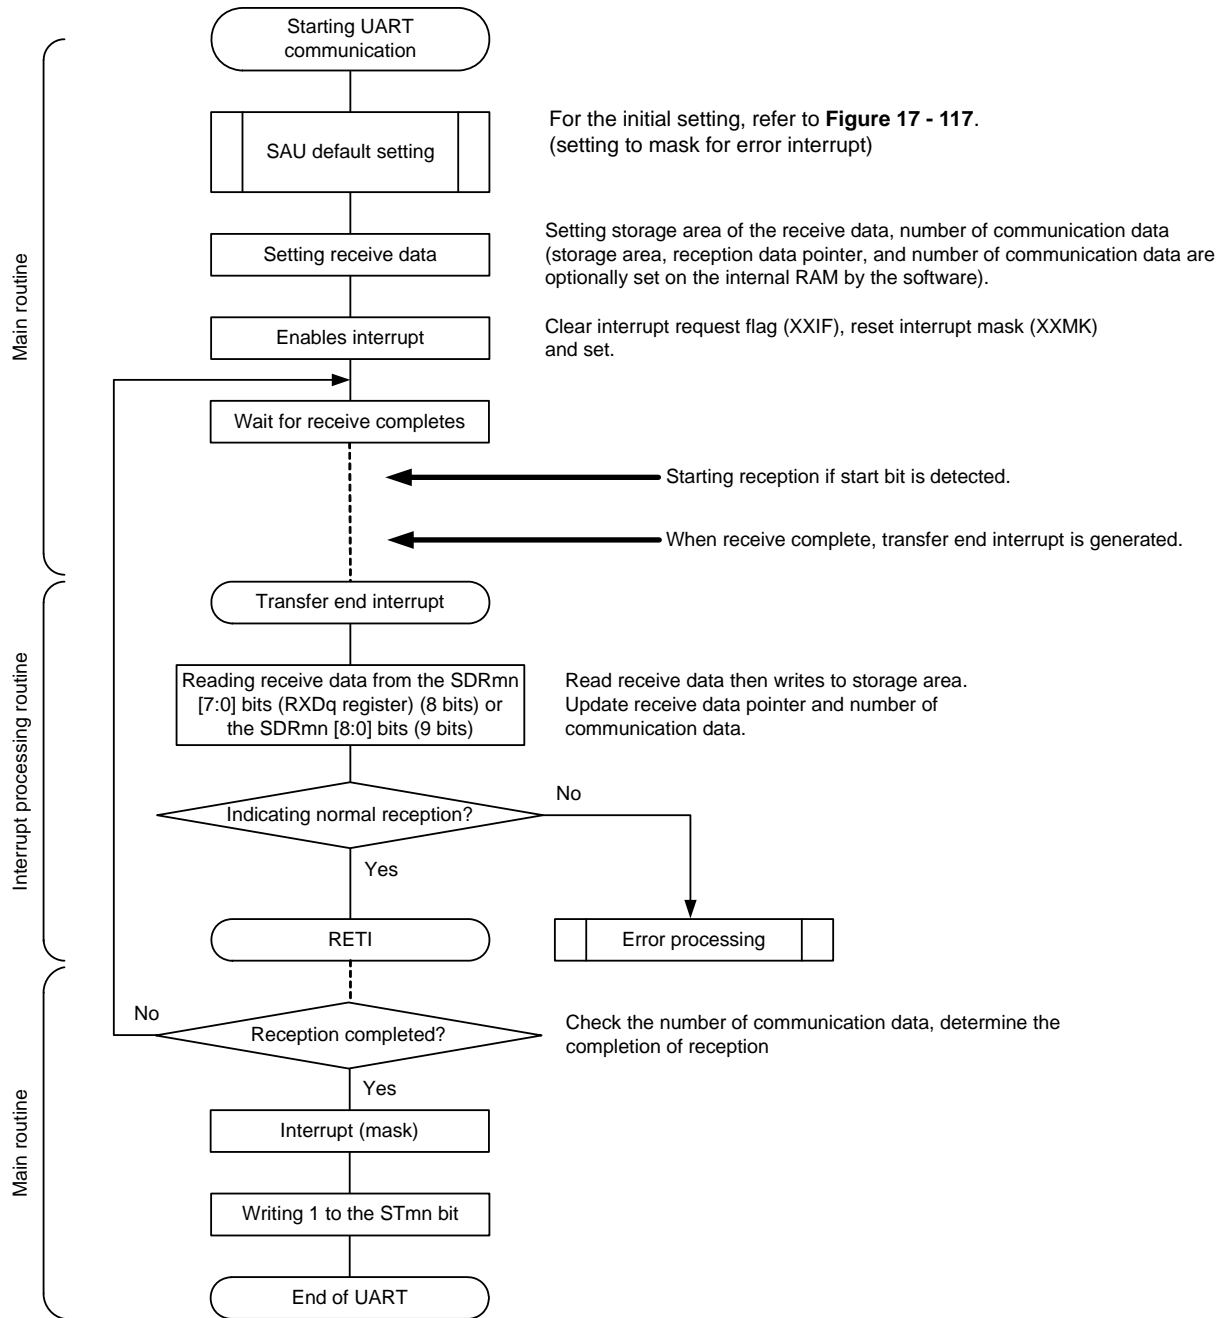 Starting UART
communication
For the initial setting, refer to Figure 17 - 117.
(setting to mask for error interrupt)
SAU default setting
Setting storage area of the receive data, number of communication data
(storage area, reception data pointer, and number of communication data are
optionally set on the internal RAM by the software).
Setting receive data
Main routine
Enables interrupt
Clear interrupt request flag (XXIF), reset interrupt mask (XXMK)
and set.
Wait for receive completes
Starting reception if start bit is detected.
When receive complete, transfer end interrupt is generated.
Transfer end interrupt
Reading receive data from the SDRmn
[7:0] bits (RXDq register) (8 bits) or
the SDRmn [8:0] bits (9 bits)
Read receive data then writes to storage area.
Update receive data pointer and number of
communication data.
Interrupt processing routine
Indicating normal reception?
No
Yes
RETI
Error processing
No
Reception completed?
Check the number of communication data, determine the
completion of reception
Yes
Main routine
Interrupt (mask)
Writing 1 to the STmn bit
End of UART